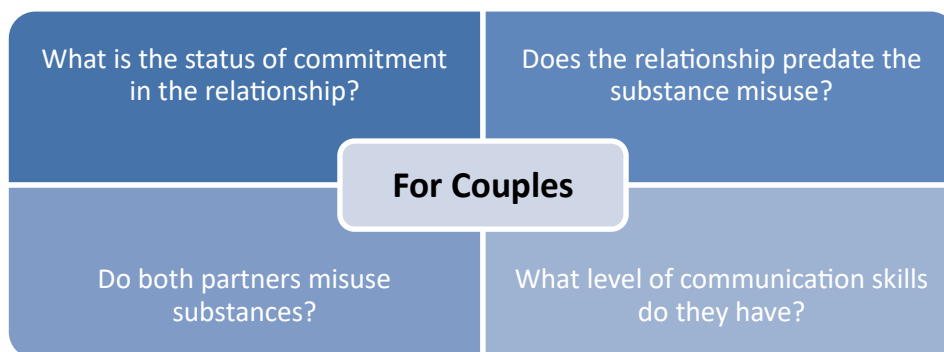 What is the status of commitment
in the relationship?
Does the relationship predate the
substance misuse?
For Couples
Do both partners misuse
substances?
What level of communication skills
do they have?